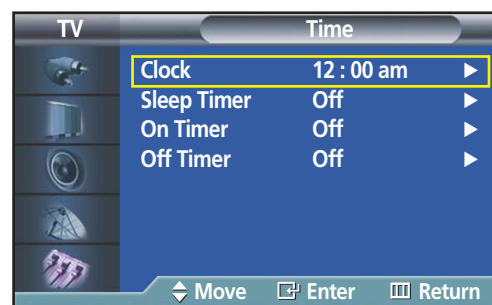 TV Time
Clock 12 : 00 am
Sleep Timer Off
On Timer Off
Off Timer Off
Move Enter Return